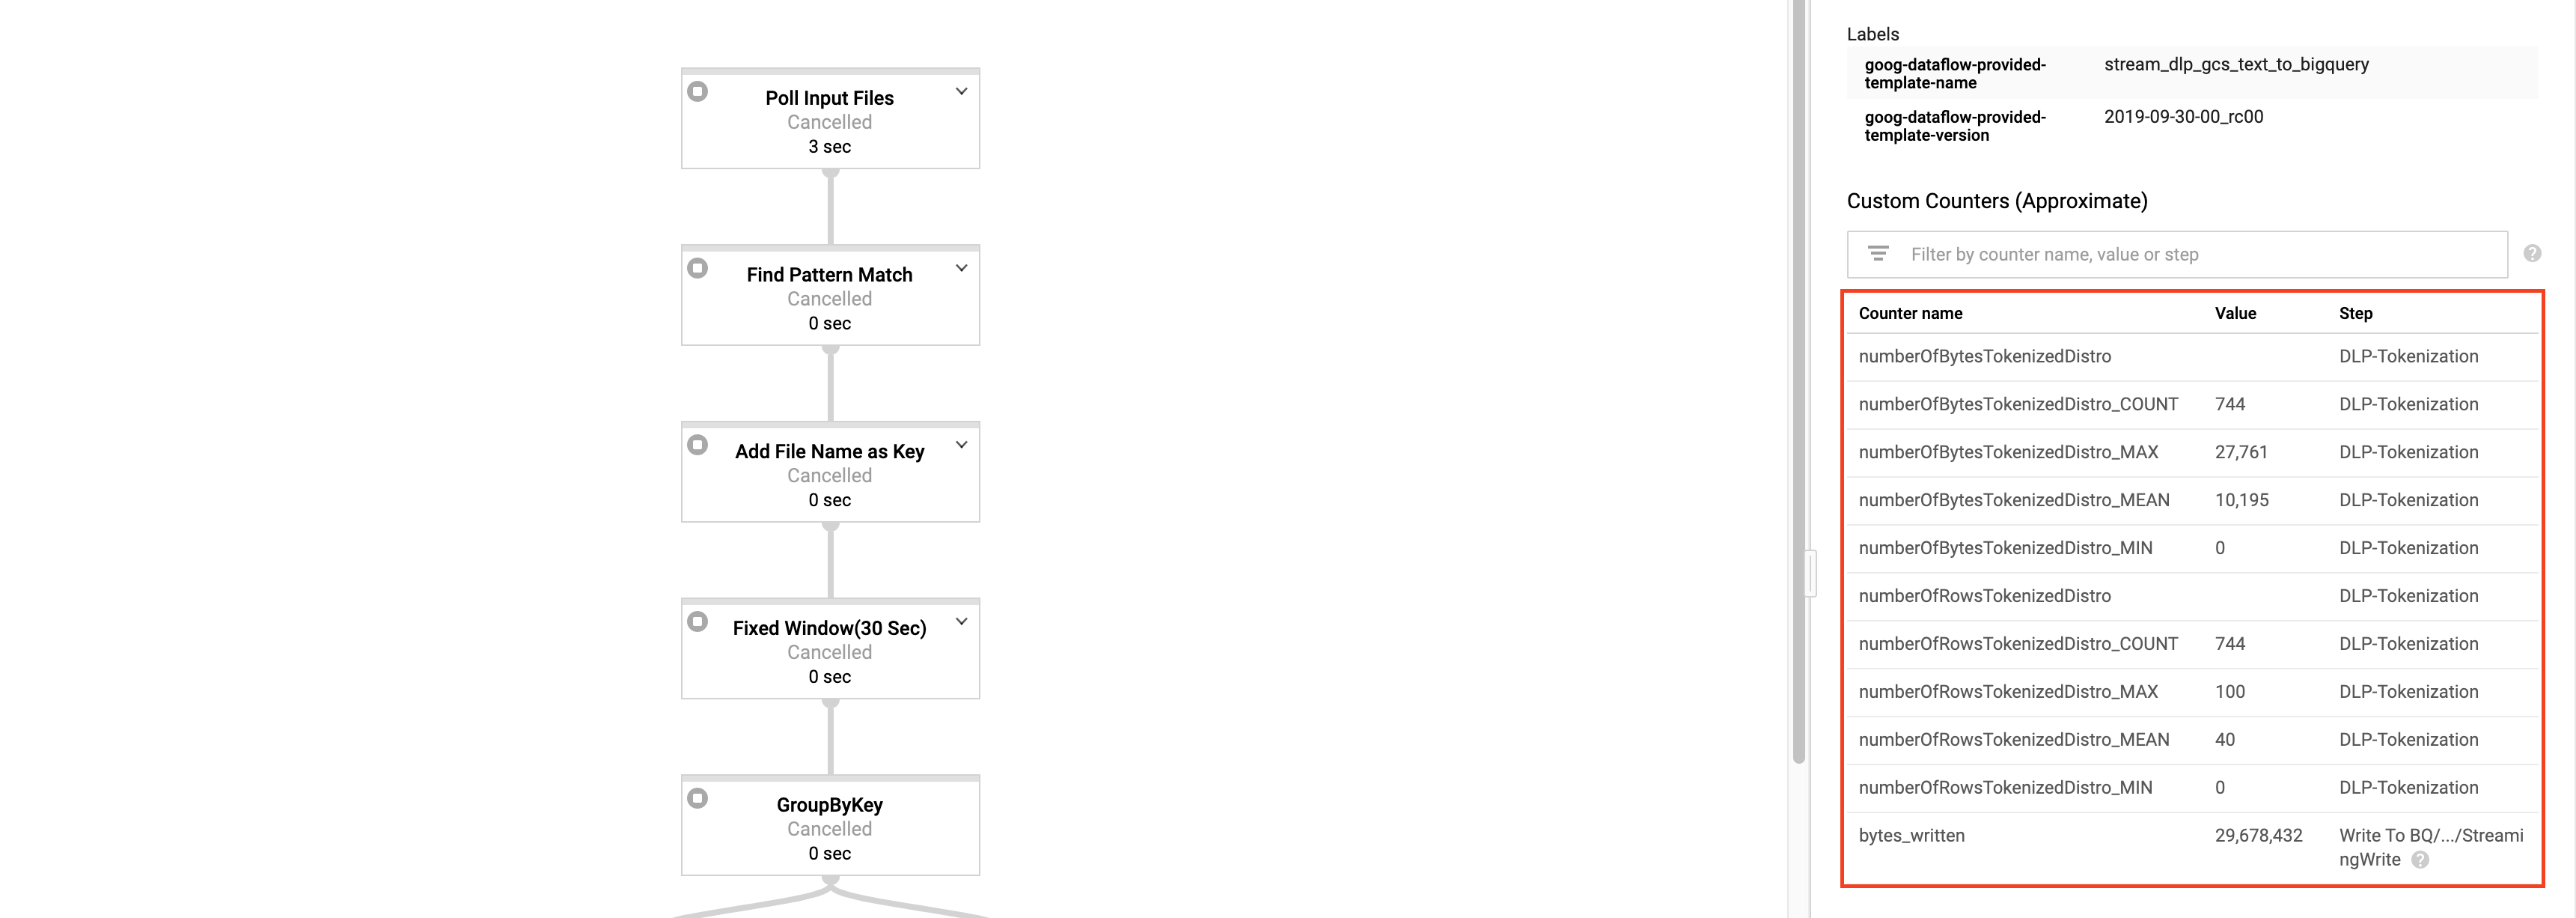 Poll Input Files
Cancelled
3 sec
Find Pattern Match
Cancelled
0 sec
Add File Name as Key
Cancelled
0 sec
Fixed Window(30 Sec)
Cancelled
0 sec
GroupByKey
Cancelled
0 sec
Labels
goog-dataflow-provided- stream_dlp_gcs_text_to_bigquery
template-name
goog-dataflow-provided- 2019-09-30-00_rc00
template-version
Custom Counters (Approximate)
Filter by counter name, value or step ?
Counter name Value Step
numberOfBytesTokenizedDistro DLP-Tokenization
numberOfBytesTokenizedDistro_COUNT 744 DLP-Tokenization
numberOfBytesTokenizedDistro_MAX 27,761 DLP-Tokenization
numberOfBytesTokenizedDistro_MEAN 10,195 DLP-Tokenization
numberOfBytesTokenizedDistro_MIN 0 DLP-Tokenization
numberOfRowsTokenizedDistro DLP-Tokenization
numberOfRowsTokenizedDistro_COUNT 744 DLP-Tokenization
numberOfRowsTokenizedDistro_MAX 100 DLP-Tokenization
numberOfRowsTokenizedDistro_MEAN 40 DLP-Tokenization
numberOfRowsTokenizedDistro_MIN 0 DLP-Tokenization
bytes_written 29,678,432 Write To BQ/.../Streami
ngWrite ?